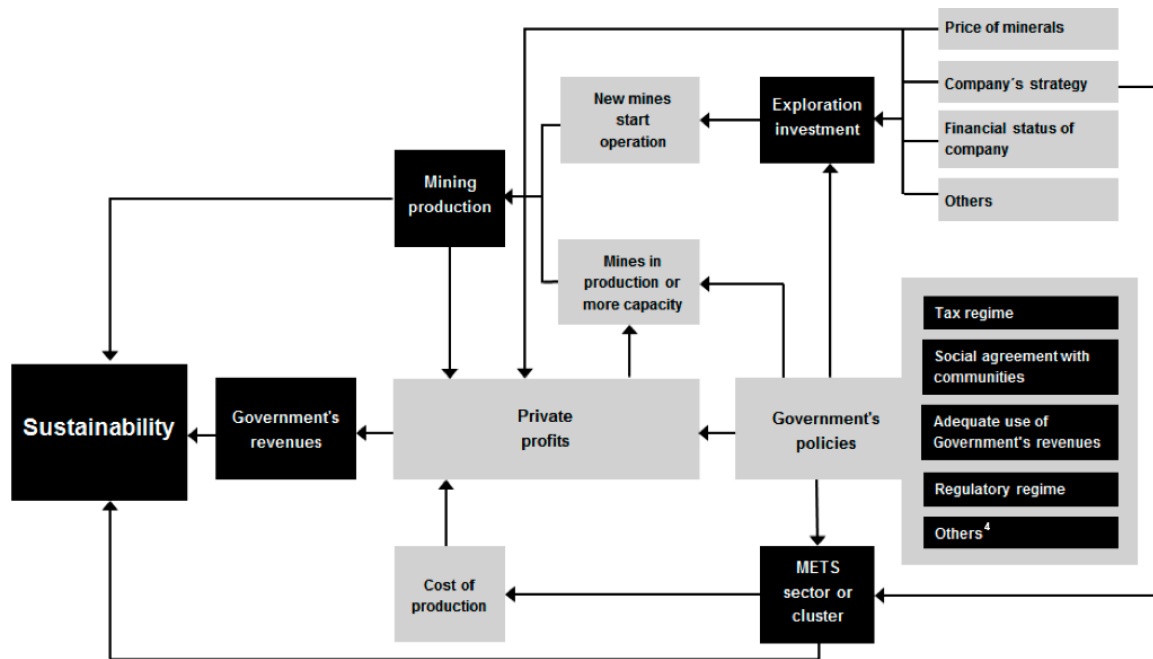 Price of minerals
Company´s strategy
Financial status of
company
Others
New mines
start
operation
Exploration
investment
Mining
production
Mines in
production or
more capacity
Tax regime
Social agreement with
communities
Adequate use of
Government's revenues
Regulatory regime
Others⁴
Sustainability
Government's
revenues
Private
profits
Government's
policies
Cost of
production
METS
sector or
cluster